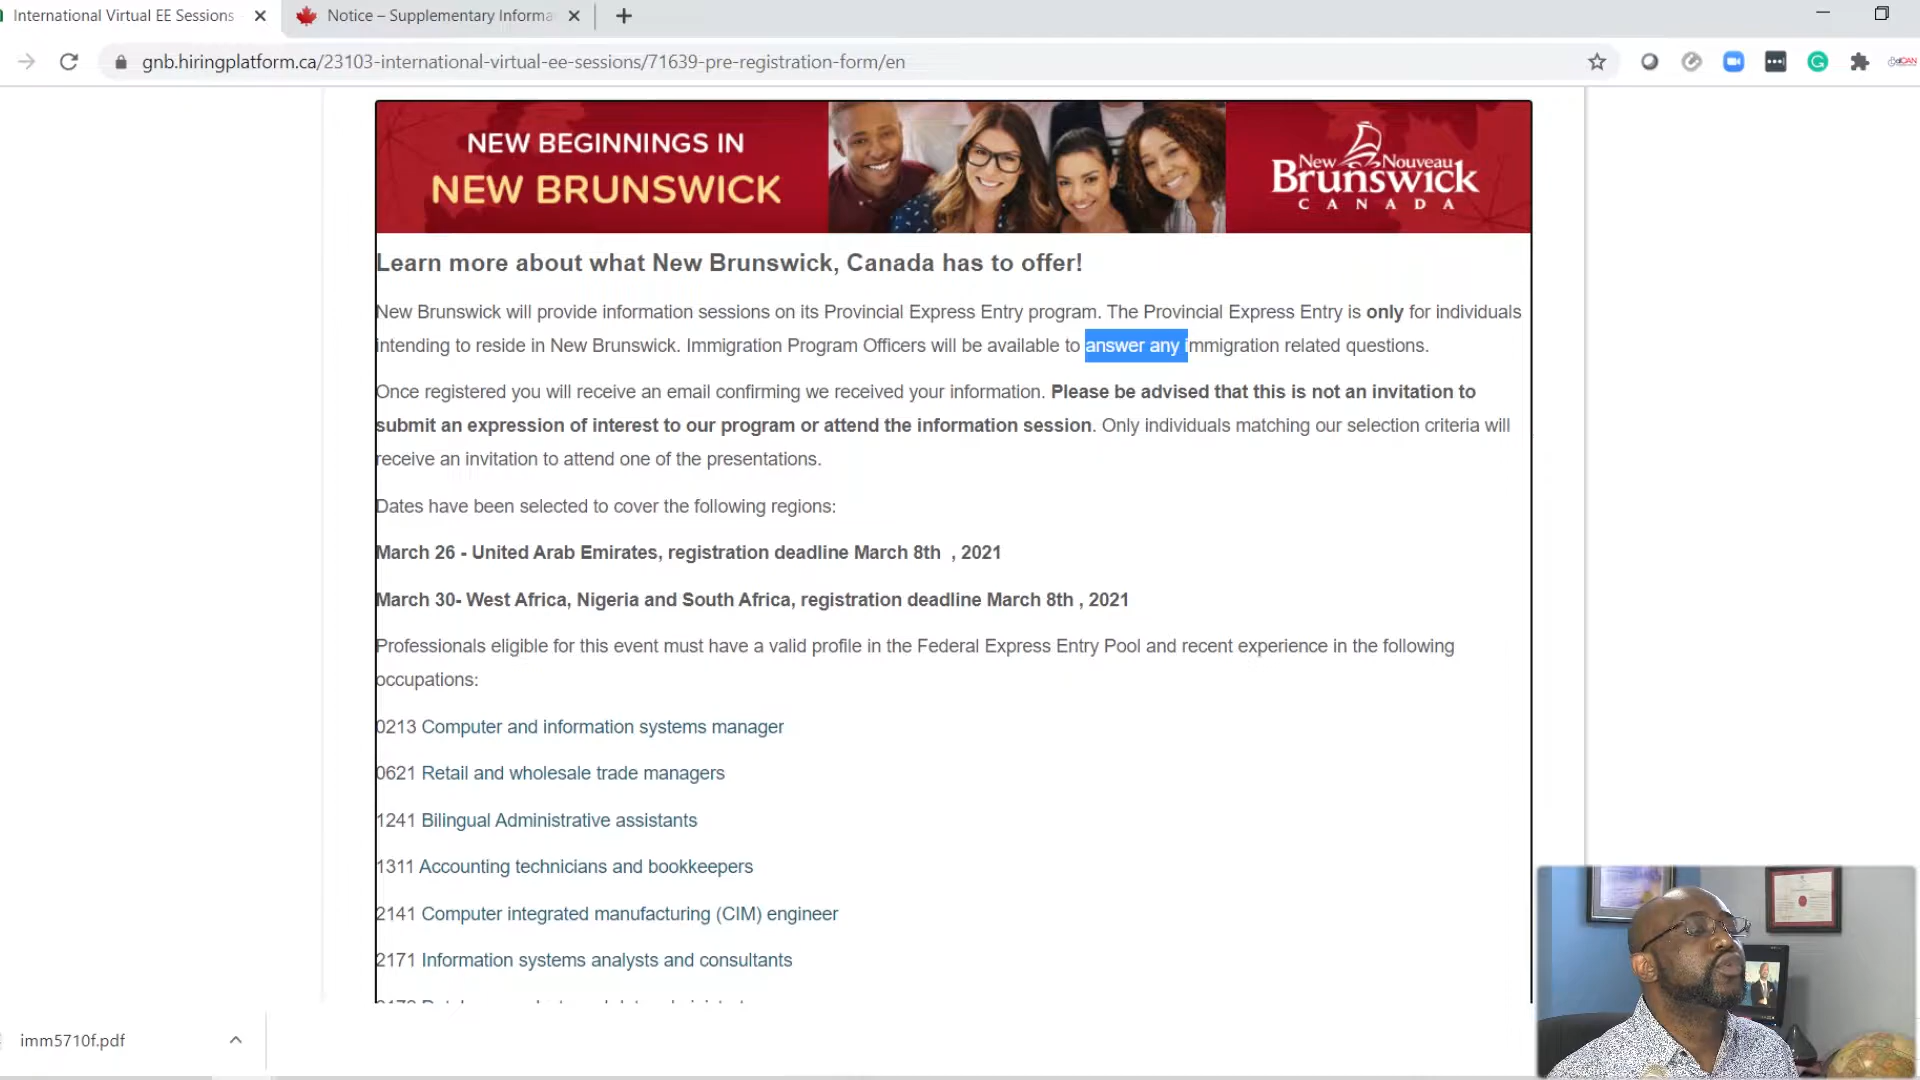 International Virtual EE Sessions
Notice – Supplementary Informa
gnb.hiringplatform.ca/23103-international-virtual-ee-sessions/71639-pre-registration-form/en
NEW BEGINNINGS IN
NEW BRUNSWICK
New Nouveau
Brunswick
CANADA
Learn more about what New Brunswick, Canada has to offer!
New Brunswick will provide information sessions on its Provincial Express Entry program. The Provincial Express Entry is only for individuals
intending to reside in New Brunswick. Immigration Program Officers will be available to answer any immigration related questions.
Once registered you will receive an email confirming we received your information. Please be advised that this is not an invitation to
submit an expression of interest to our program or attend the information session. Only individuals matching our selection criteria will
receive an invitation to attend one of the presentations.
Dates have been selected to cover the following regions:
March 26 - United Arab Emirates, registration deadline March 8th , 2021
March 30- West Africa, Nigeria and South Africa, registration deadline March 8th , 2021
Professionals eligible for this event must have a valid profile in the Federal Express Entry Pool and recent experience in the following
occupations:
0213 Computer and information systems manager
0621 Retail and wholesale trade managers
1241 Bilingual Administrative assistants
1311 Accounting technicians and bookkeepers
2141 Computer integrated manufacturing (CIM) engineer
2171 Information systems analysts and consultants
imm5710f.pdf